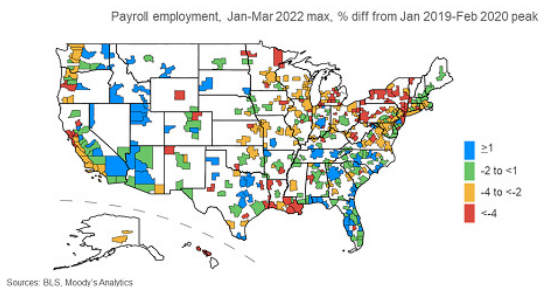 Payroll employment, Jan-Mar 2022 max, % diff from Jan 2019-Feb 2020 peak
≥1
-2 to <1
-4 to <-2
<-4
Sources: BLS, Moody's Analytics